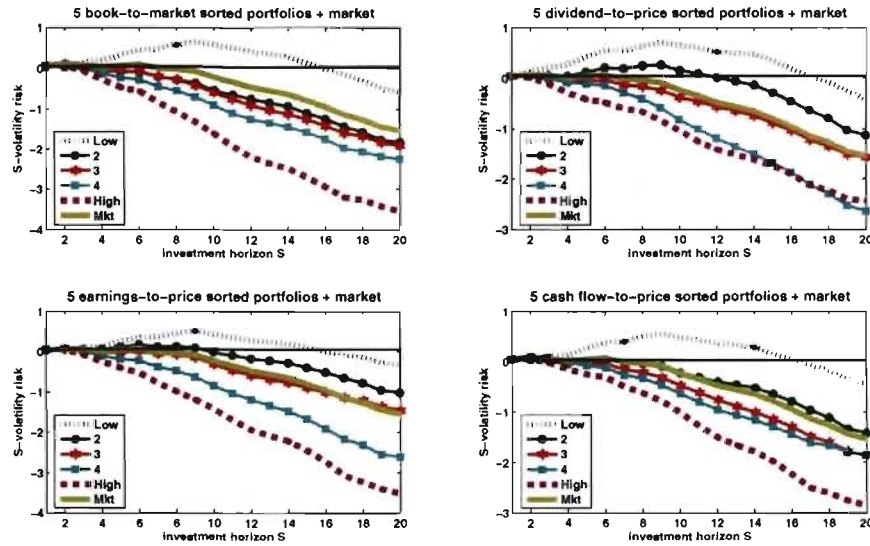 5 book-to-market sorted portfolios + market
1
0
-1
-2
-3
-4
S-volatility risk
Low
2
3
4
High
Mkt
2 4 6 8 10 12 14 16 18 20
investment horizon S
5 dividend-to-price sorted portfolios + market
1
0
-1
-2
-3
S-volatility risk
Low
2
3
4
High
Mkt
2 4 6 8 10 12 14 16 18 20
investment horizon S
5 earnings-to-price sorted portfolios + market
1
0
-1
-2
-3
-4
S-volatility risk
Low
2
3
4
High
Mkt
2 4 6 8 10 12 14 16 18 20
investment horizon S
5 cash flow-to-price sorted portfolios + market
1
0
-1
-2
-3
S-volatility risk
Low
2
3
4
High
Mkt
2 4 6 8 10 12 14 16 18 20
investment horizon S